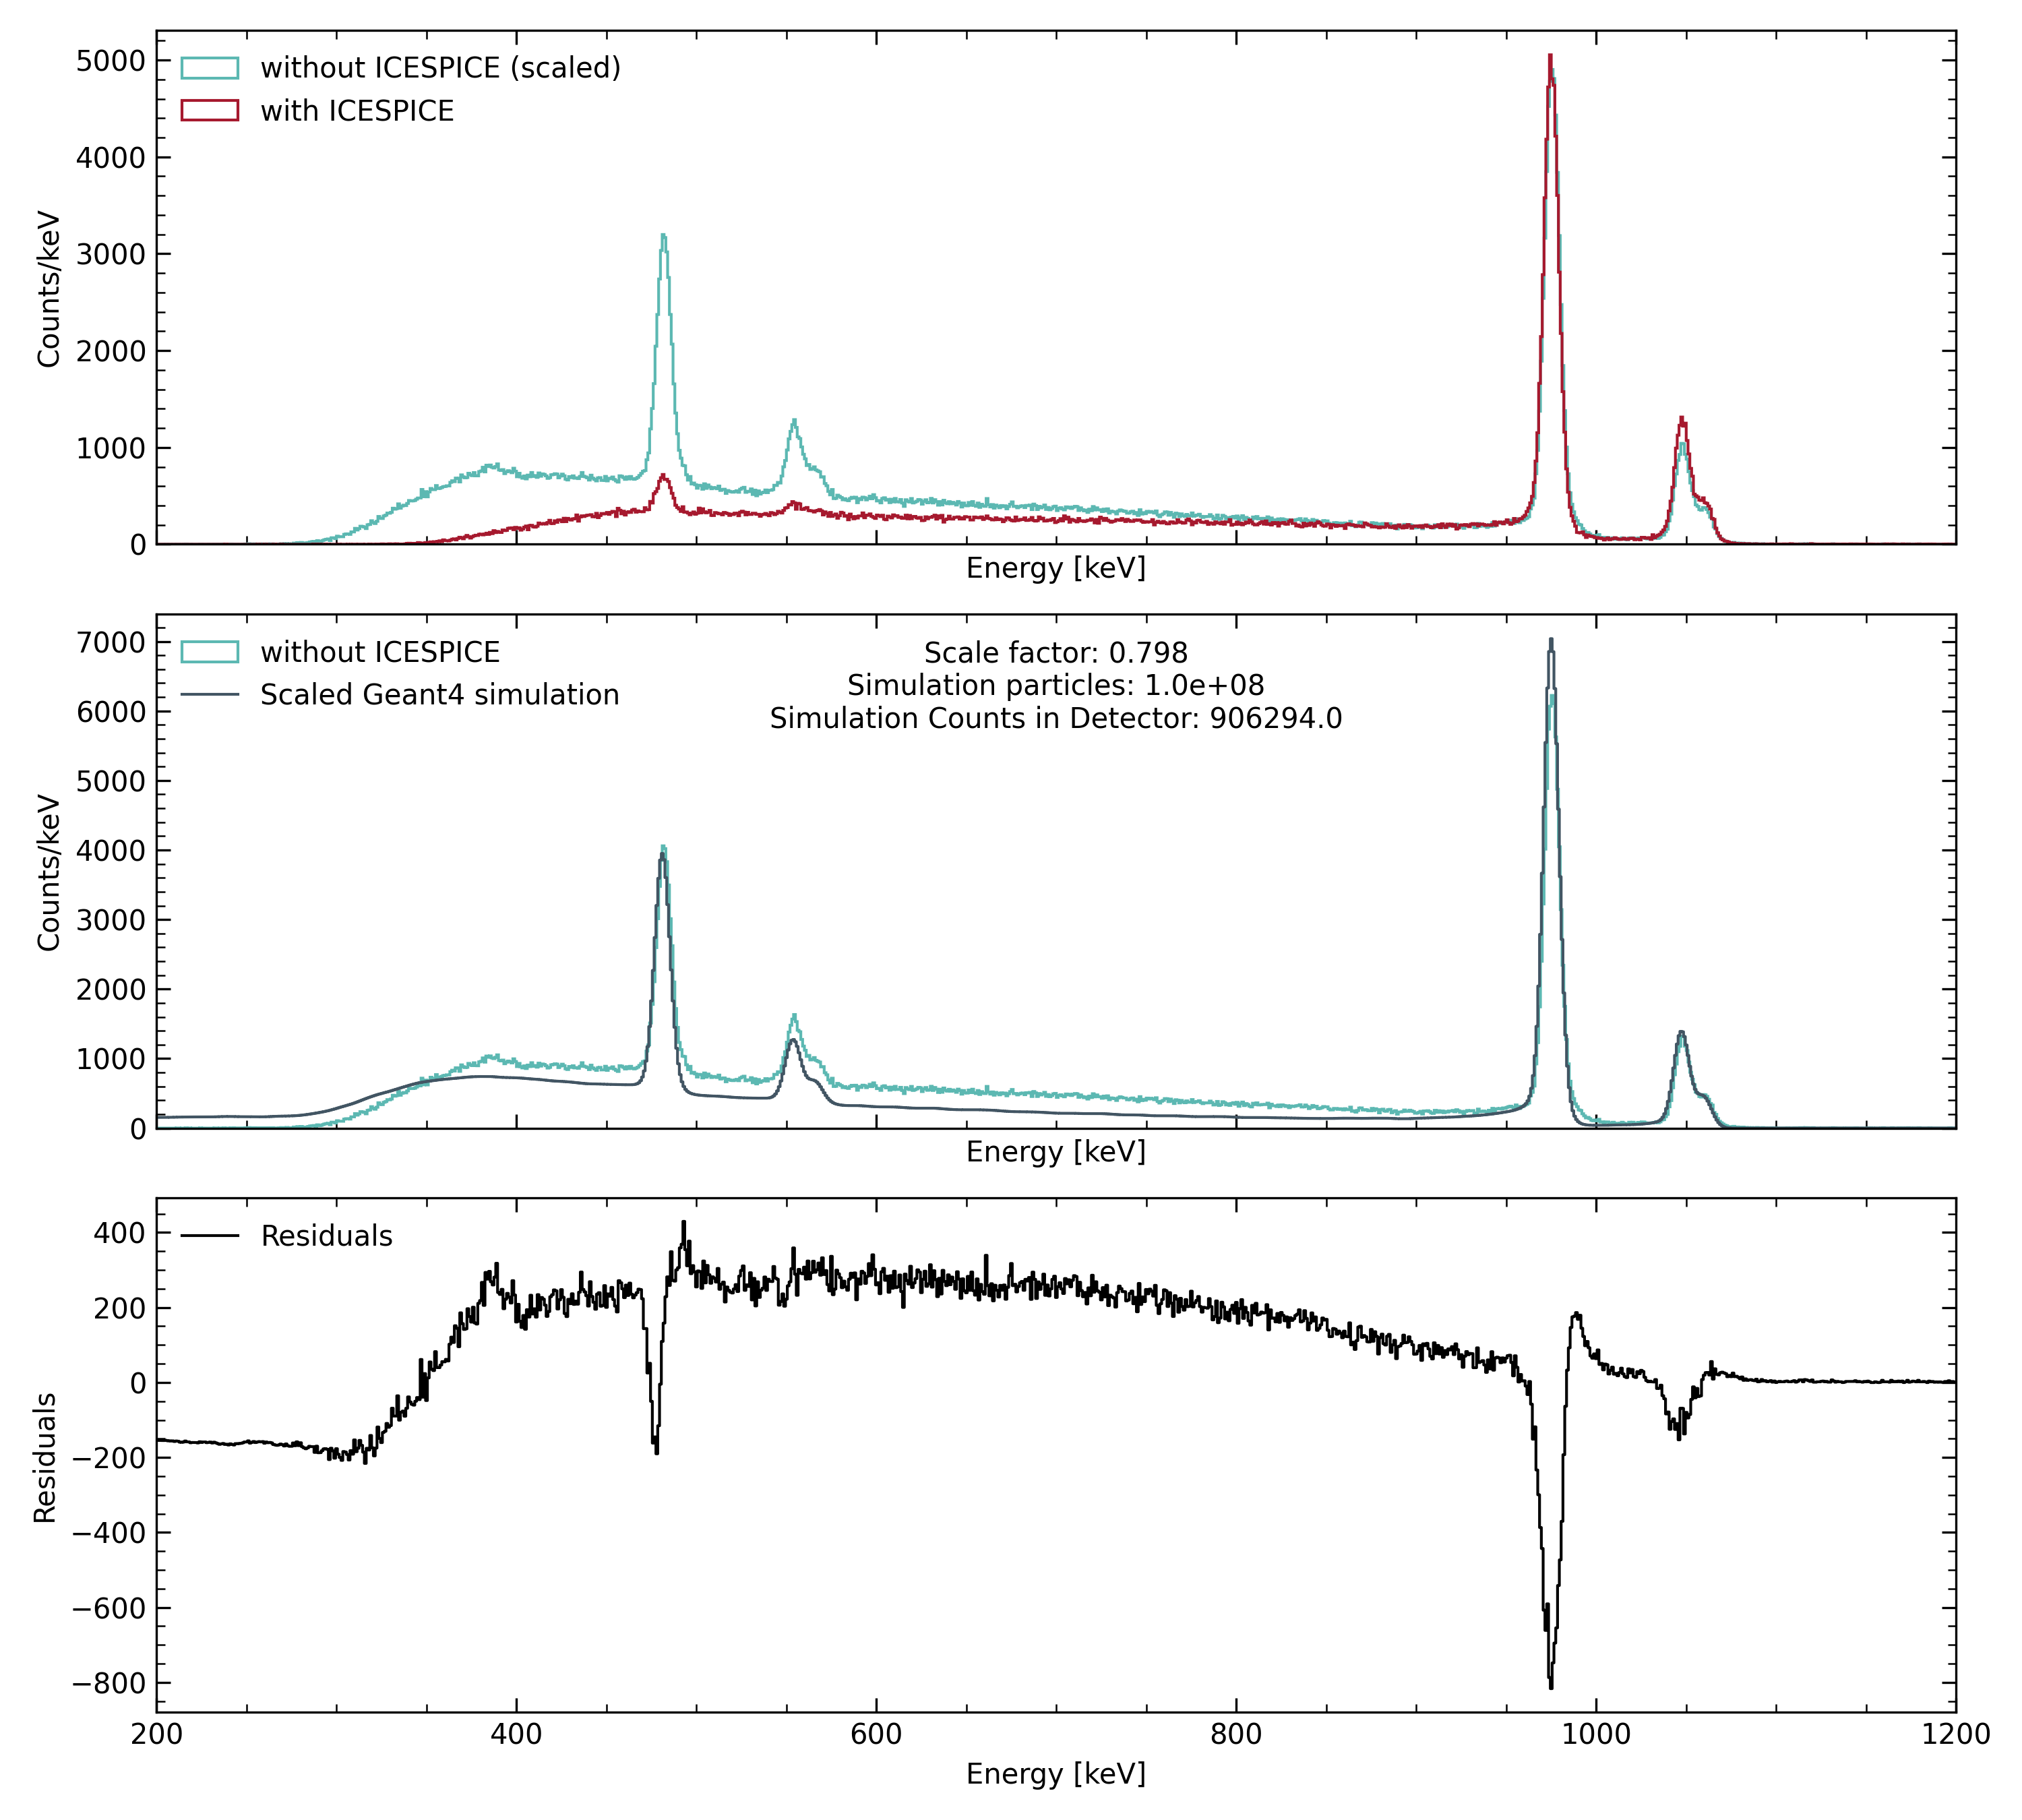 without ICESPICE (scaled)
with ICESPICE
5000
4000
3000
2000
1000
0
Counts/keV
Energy [keV]
without ICESPICE
Scaled Geant4 simulation
Scale factor: 0.798
Simulation particles: 1.0e+08
Simulation Counts in Detector: 906294.0
7000
6000
5000
4000
3000
2000
1000
0
Counts/keV
Energy [keV]
Residuals
400
200
0
−200
−400
−600
−800
Residuals
200 400 600 800 1000 1200
Energy [keV]